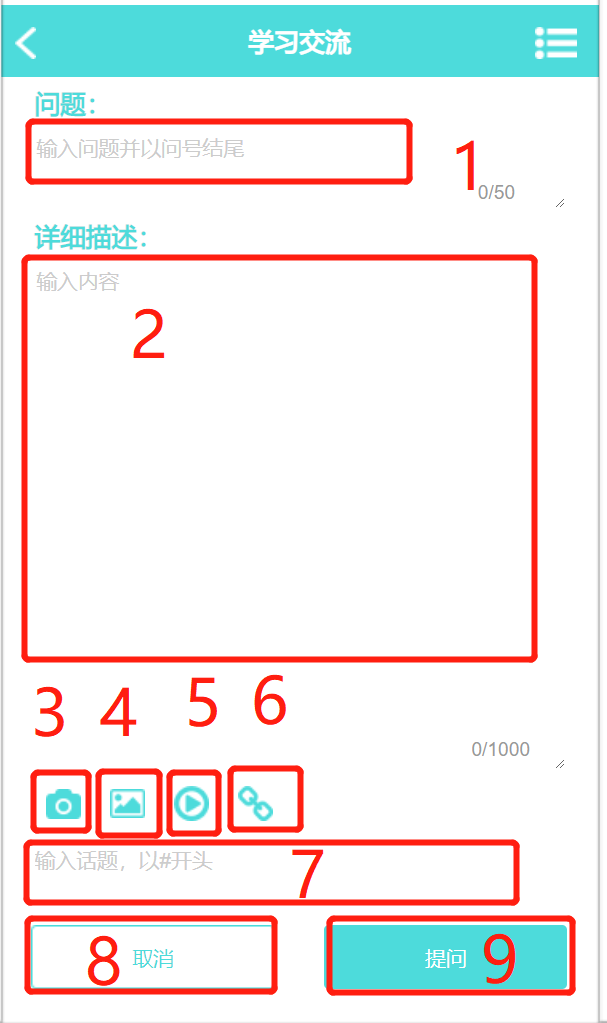 学习交流
问题：
输入问题并以问号结尾
1
0/50
详细描述：
输入内容
2
3 4 5 6
0/1000
输入话题，以#开头
7
8 取消
提问 9